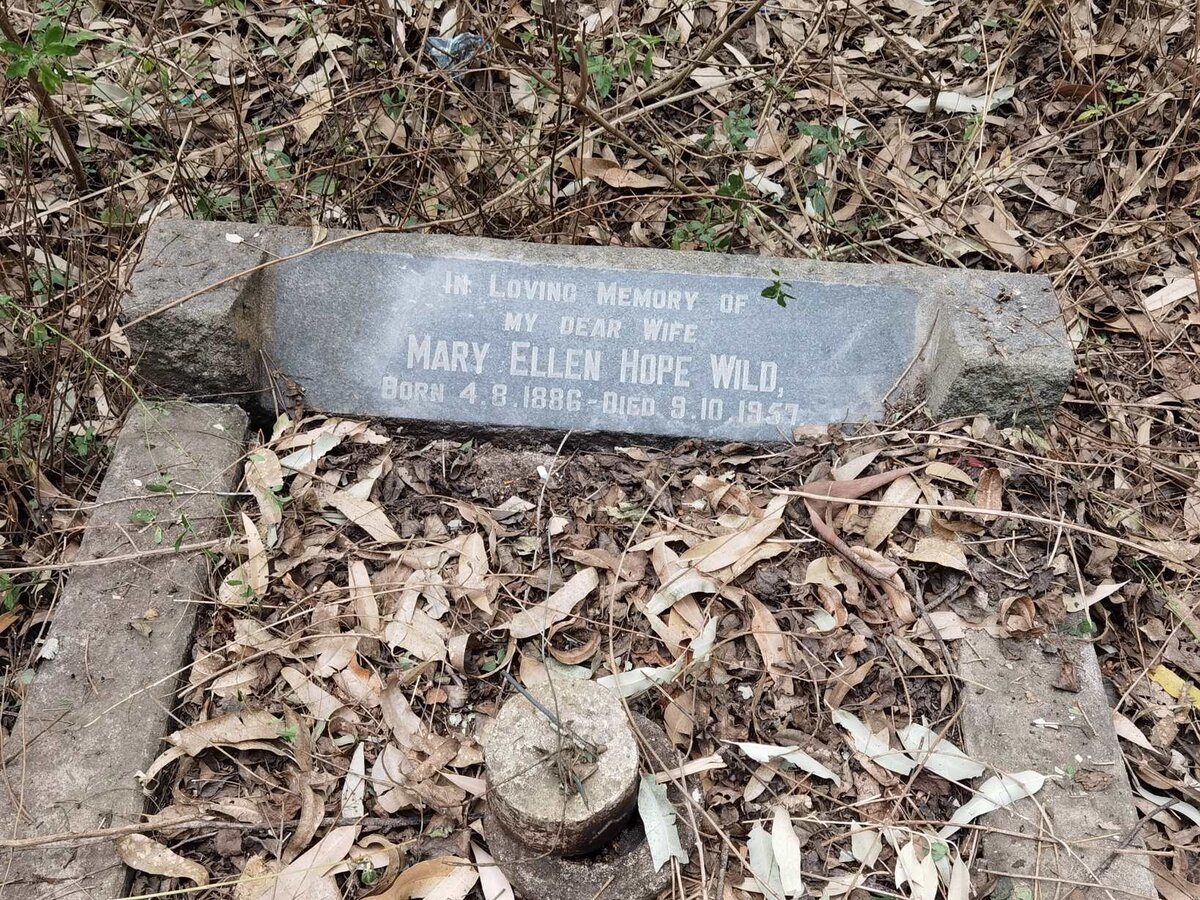 IN LOVING MEMORY OF
MY DEAR WIFE
MARY ELLEN HOPE WILD,
BORN 4.8.1886-DIED 9.10.1957